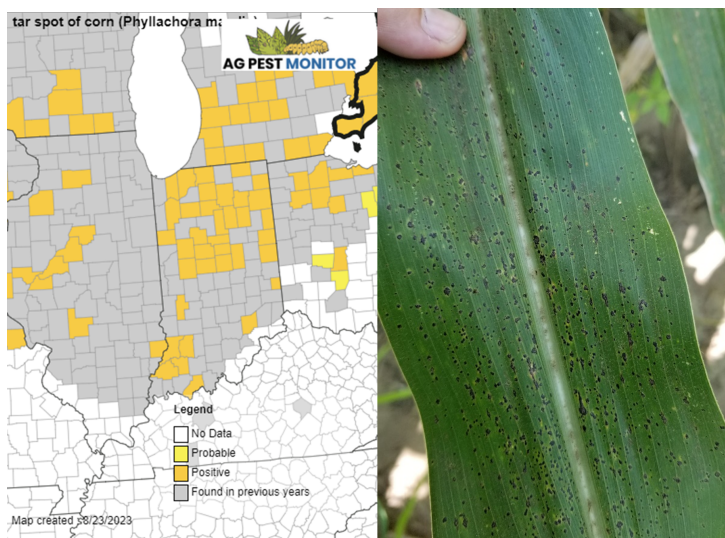 tar spot of corn (Phyllachora
AG PEST MONITOR
Legend
No Data
Probable
Positive
Found in previous years
Map created :8/23/2023